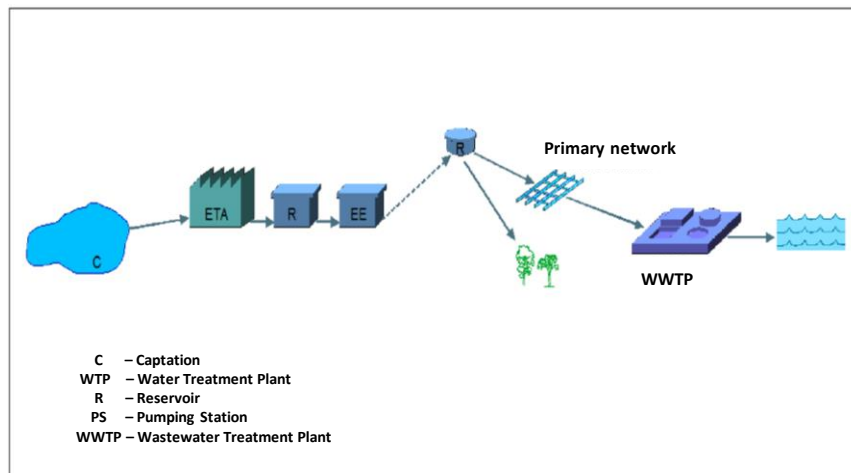 R
Primary network
ETA
R
EE
C
WWTP
C – Captation
WTP – Water Treatment Plant
R – Reservoir
PS – Pumping Station
WWTP – Wastewater Treatment Plant